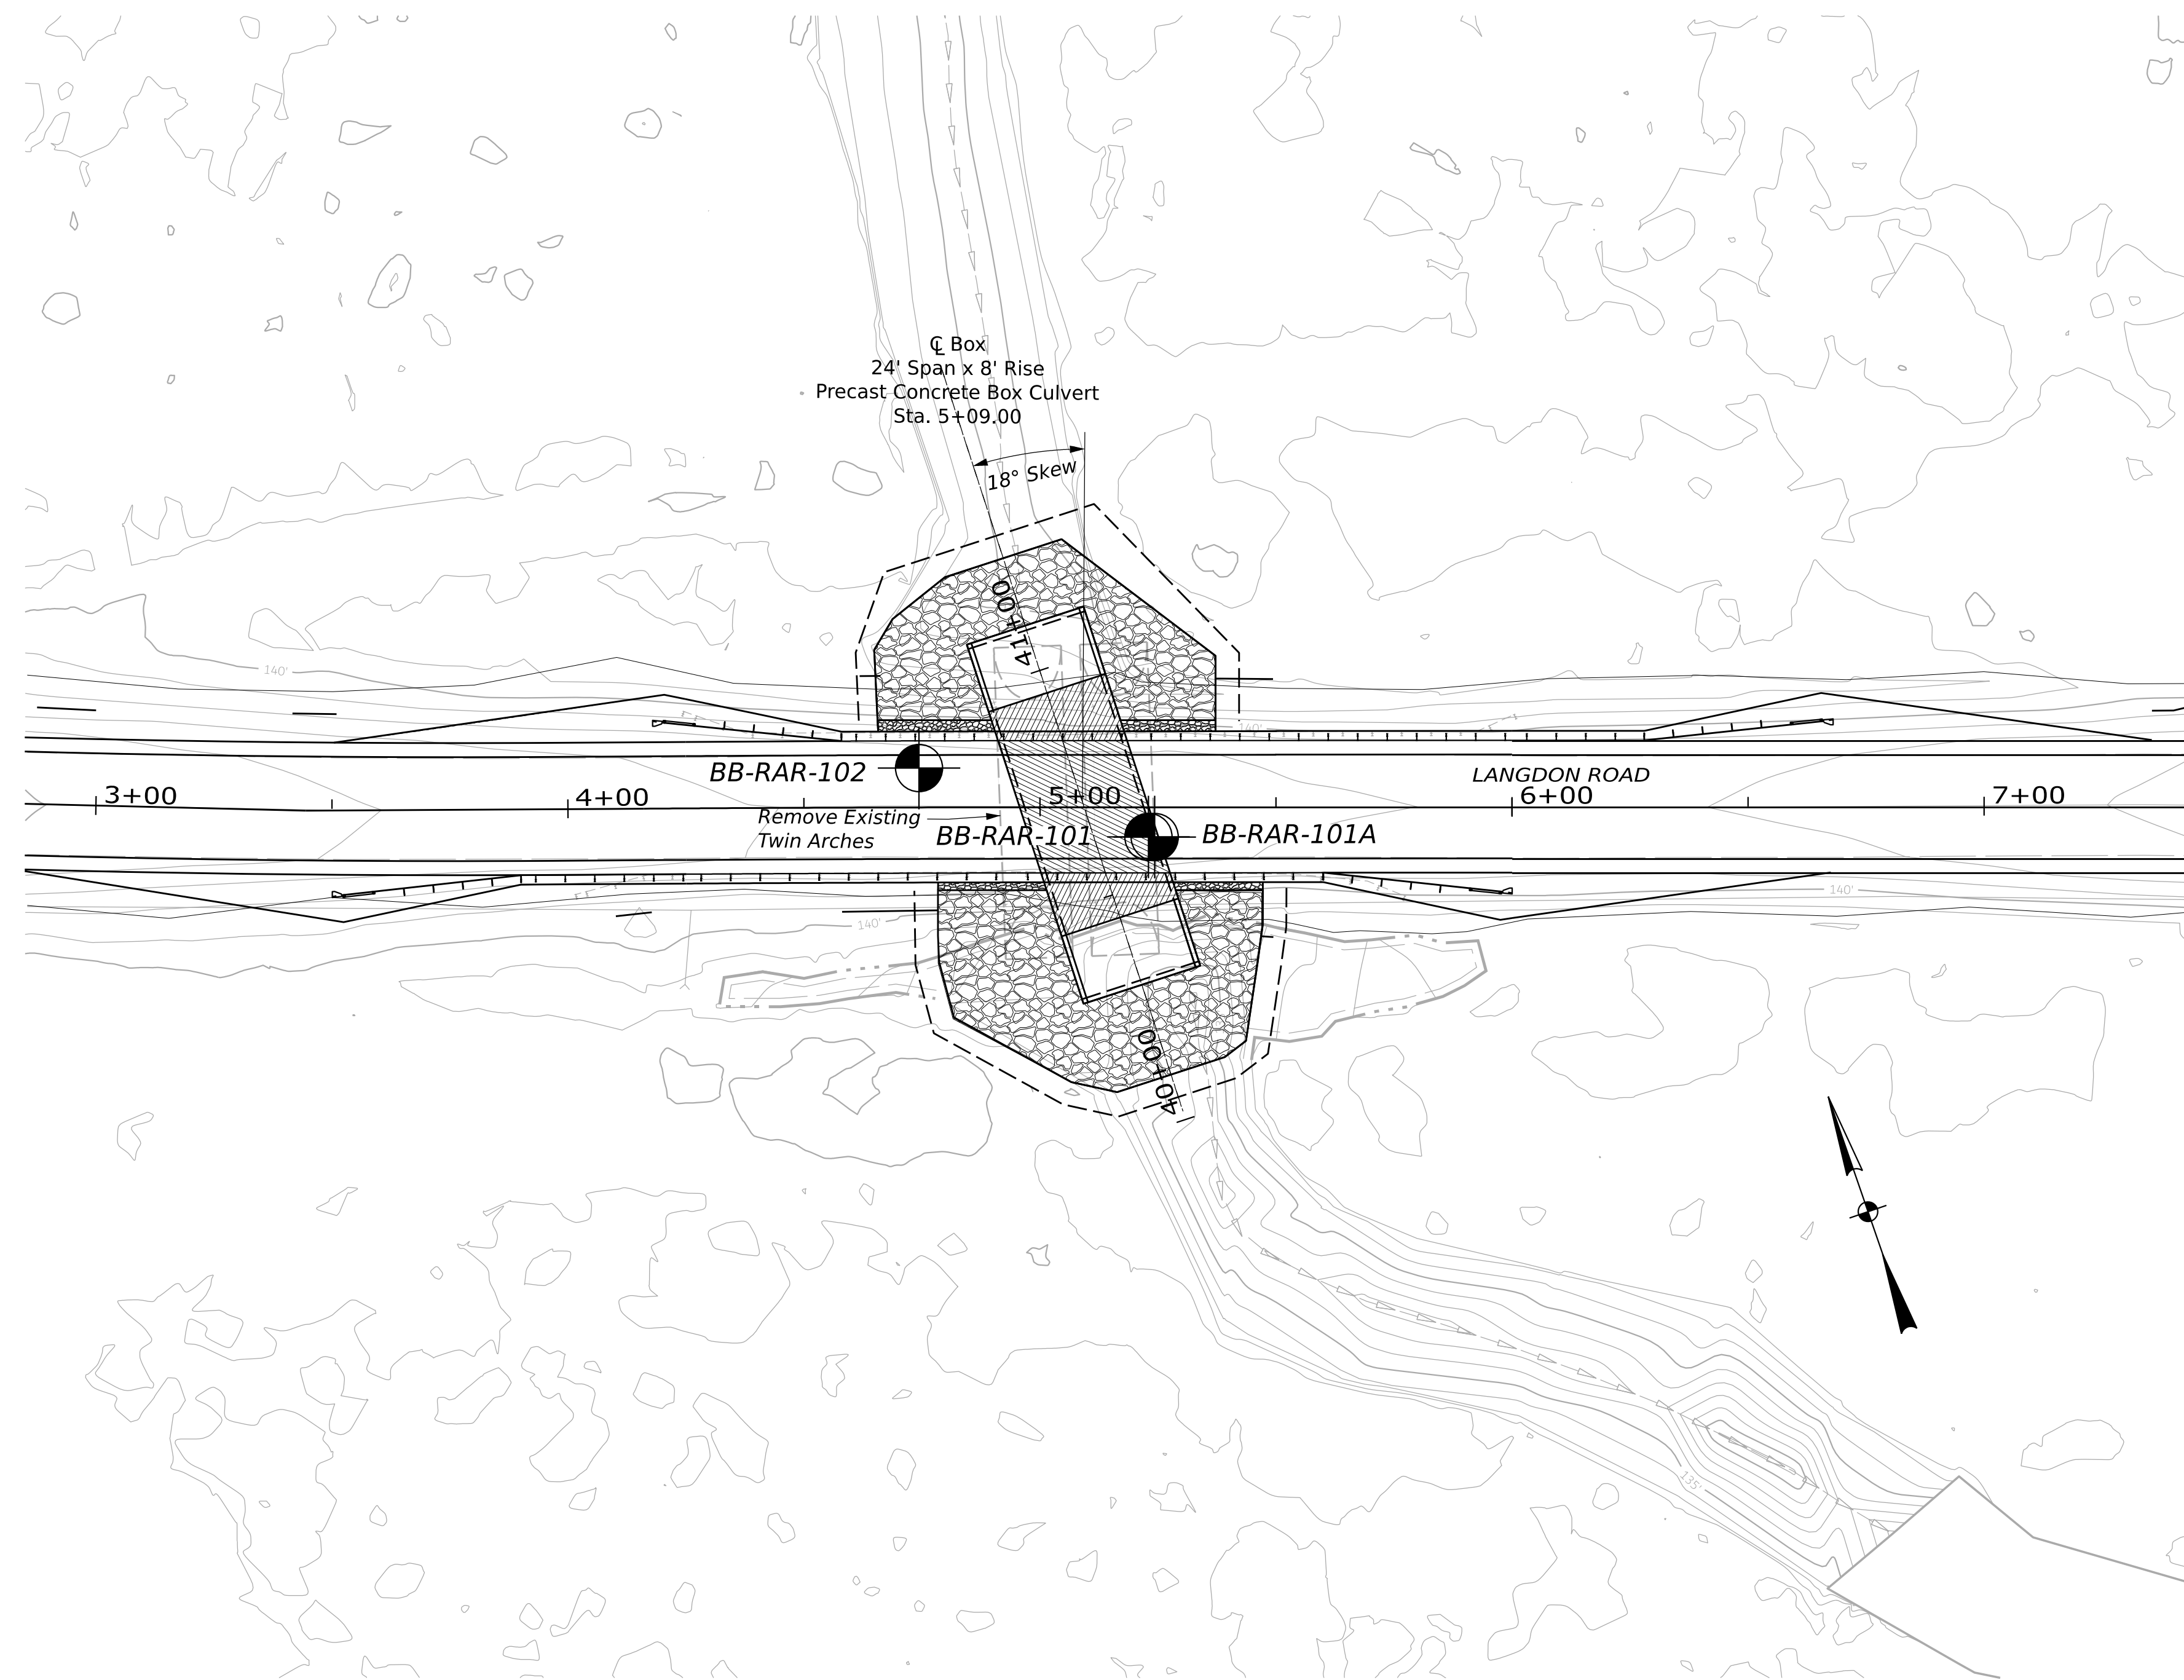 ℄ Box
24' Span x 8' Rise
Precast Concrete Box Culvert
Sta. 5+09.00
18° Skew
41+00
140'
140'
BB-RAR-102
LANGDON ROAD
3+00
4+00
5+00
6+00
7+00
Remove Existing
Twin Arches
BB-RAR-101
BB-RAR-101A
140'
140'
40+00
135'